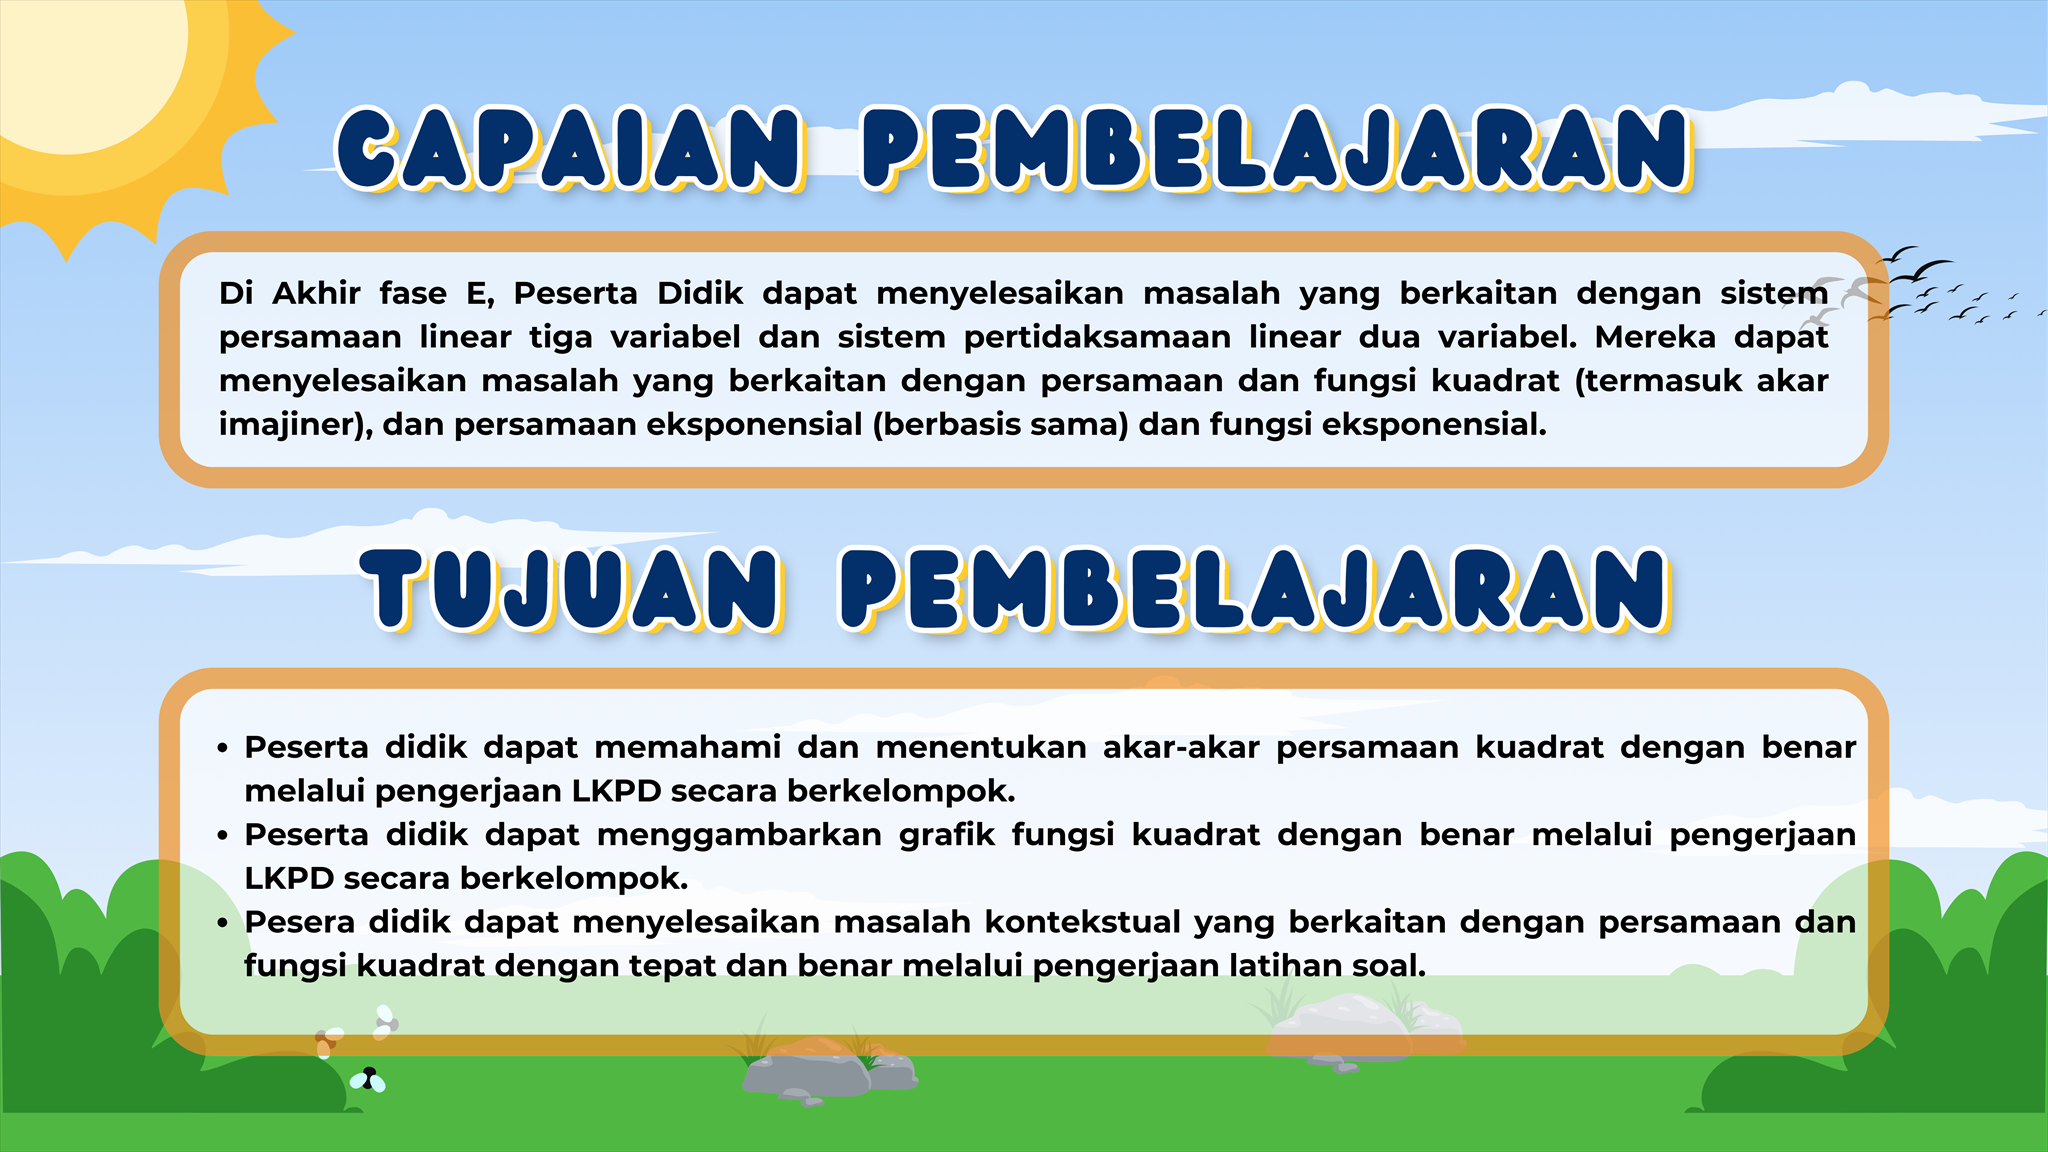 CAPAIAN PEMBELAJARAN
Di Akhir fase E, Peserta Didik dapat menyelesaikan masalah yang berkaitan dengan sistem
persamaan linear tiga variabel dan sistem pertidaksamaan linear dua variabel. Mereka dapat
menyelesaikan masalah yang berkaitan dengan persamaan dan fungsi kuadrat (termasuk akar
imajiner), dan persamaan eksponensial (berbasis sama) dan fungsi eksponensial.
TUJUAN PEMBELAJARAN
• Peserta didik dapat memahami dan menentukan akar-akar persamaan kuadrat dengan benar
melalui pengerjaan LKPD secara berkelompok.
• Peserta didik dapat menggambarkan grafik fungsi kuadrat dengan benar melalui pengerjaan
LKPD secara berkelompok.
• Pesera didik dapat menyelesaikan masalah kontekstual yang berkaitan dengan persamaan dan
fungsi kuadrat dengan tepat dan benar melalui pengerjaan latihan soal.